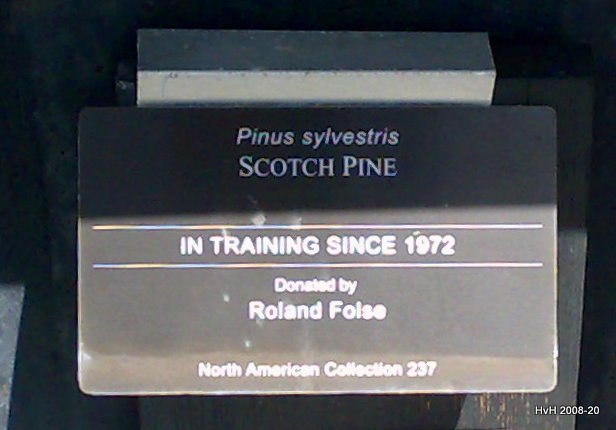 Pinus sylvestris
SCOTCH PINE
IN TRAINING SINCE 1972
Donated by
Roland Folse
North American Collection 237
HvH 2008-20